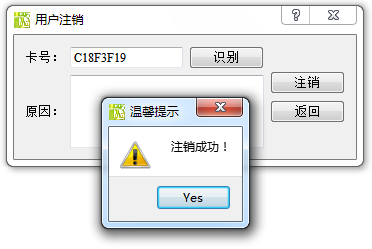 用户注销
卡号： C18F3F19 识别
注销
原因： 返回
温馨提示
注销成功！
Yes